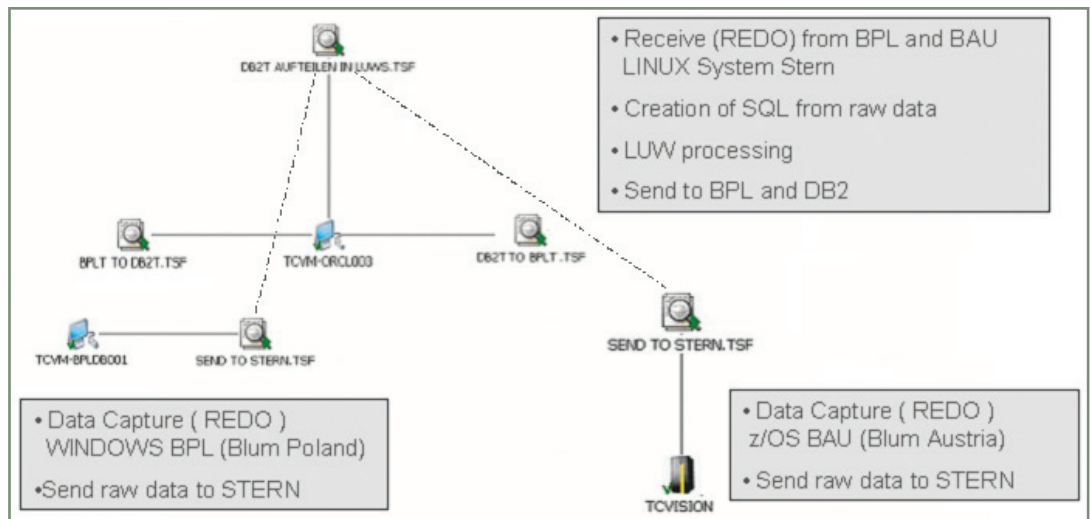 DB2T AUFTEILEN IN LUWS.TSF
• Receive (REDO) from BPL and BAU
LINUX System Stern
• Creation of SQL from raw data
• LUW processing
• Send to BPL and DB2
BPLT TO DB2T.TSF
TCVM-ORCL003
DB2T TO BPLT .TSF
TCVM-BPLDB001
SEND TO STERN.TSF
SEND TO STERN.TSF
• Data Capture ( REDO )
WINDOWS BPL (Blum Poland)
•Send raw data to STERN
TCVISION
• Data Capture ( REDO )
z/OS BAU (Blum Austria)
• Send raw data to STERN